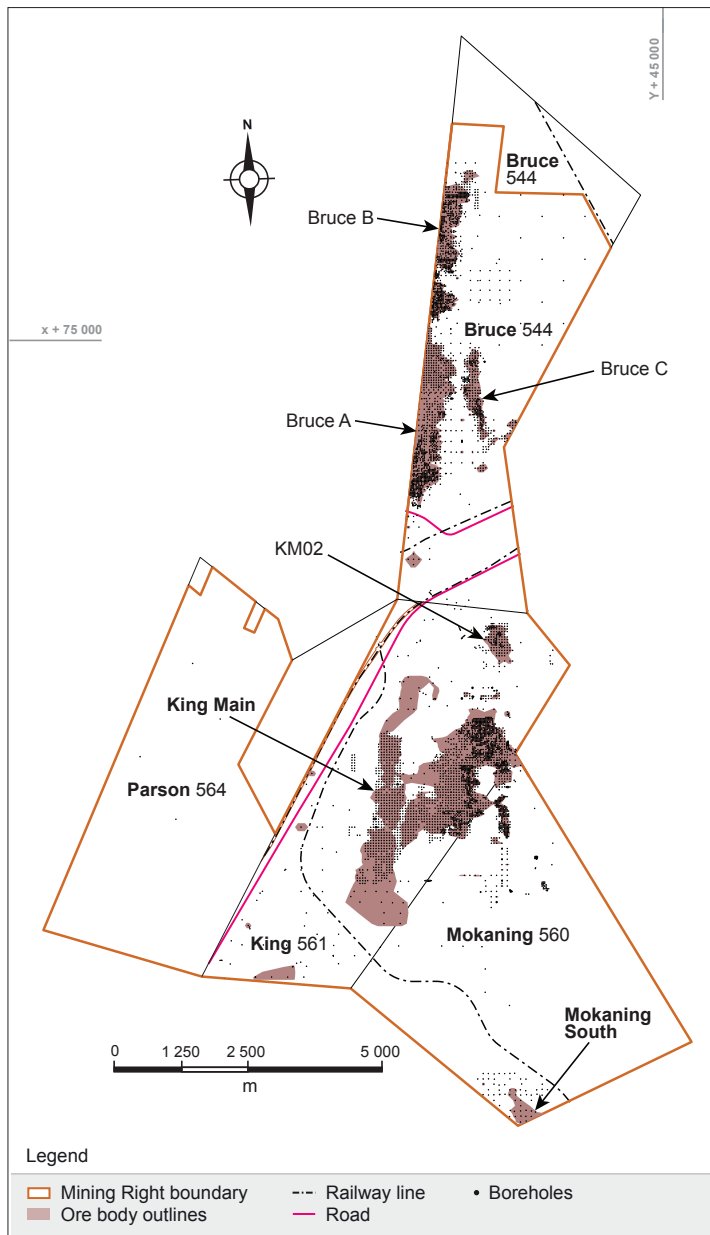 Y + 45 000
N
Bruce
544
Bruce B
x + 75 000
Bruce 544
Bruce C
Bruce A
KM02
King Main
Parson 564
King 561
Mokaning 560
Mokaning
South
0 1 250 2 500 5 000
m
Legend
Mining Right boundary
Railway line
Boreholes
Ore body outlines
Road